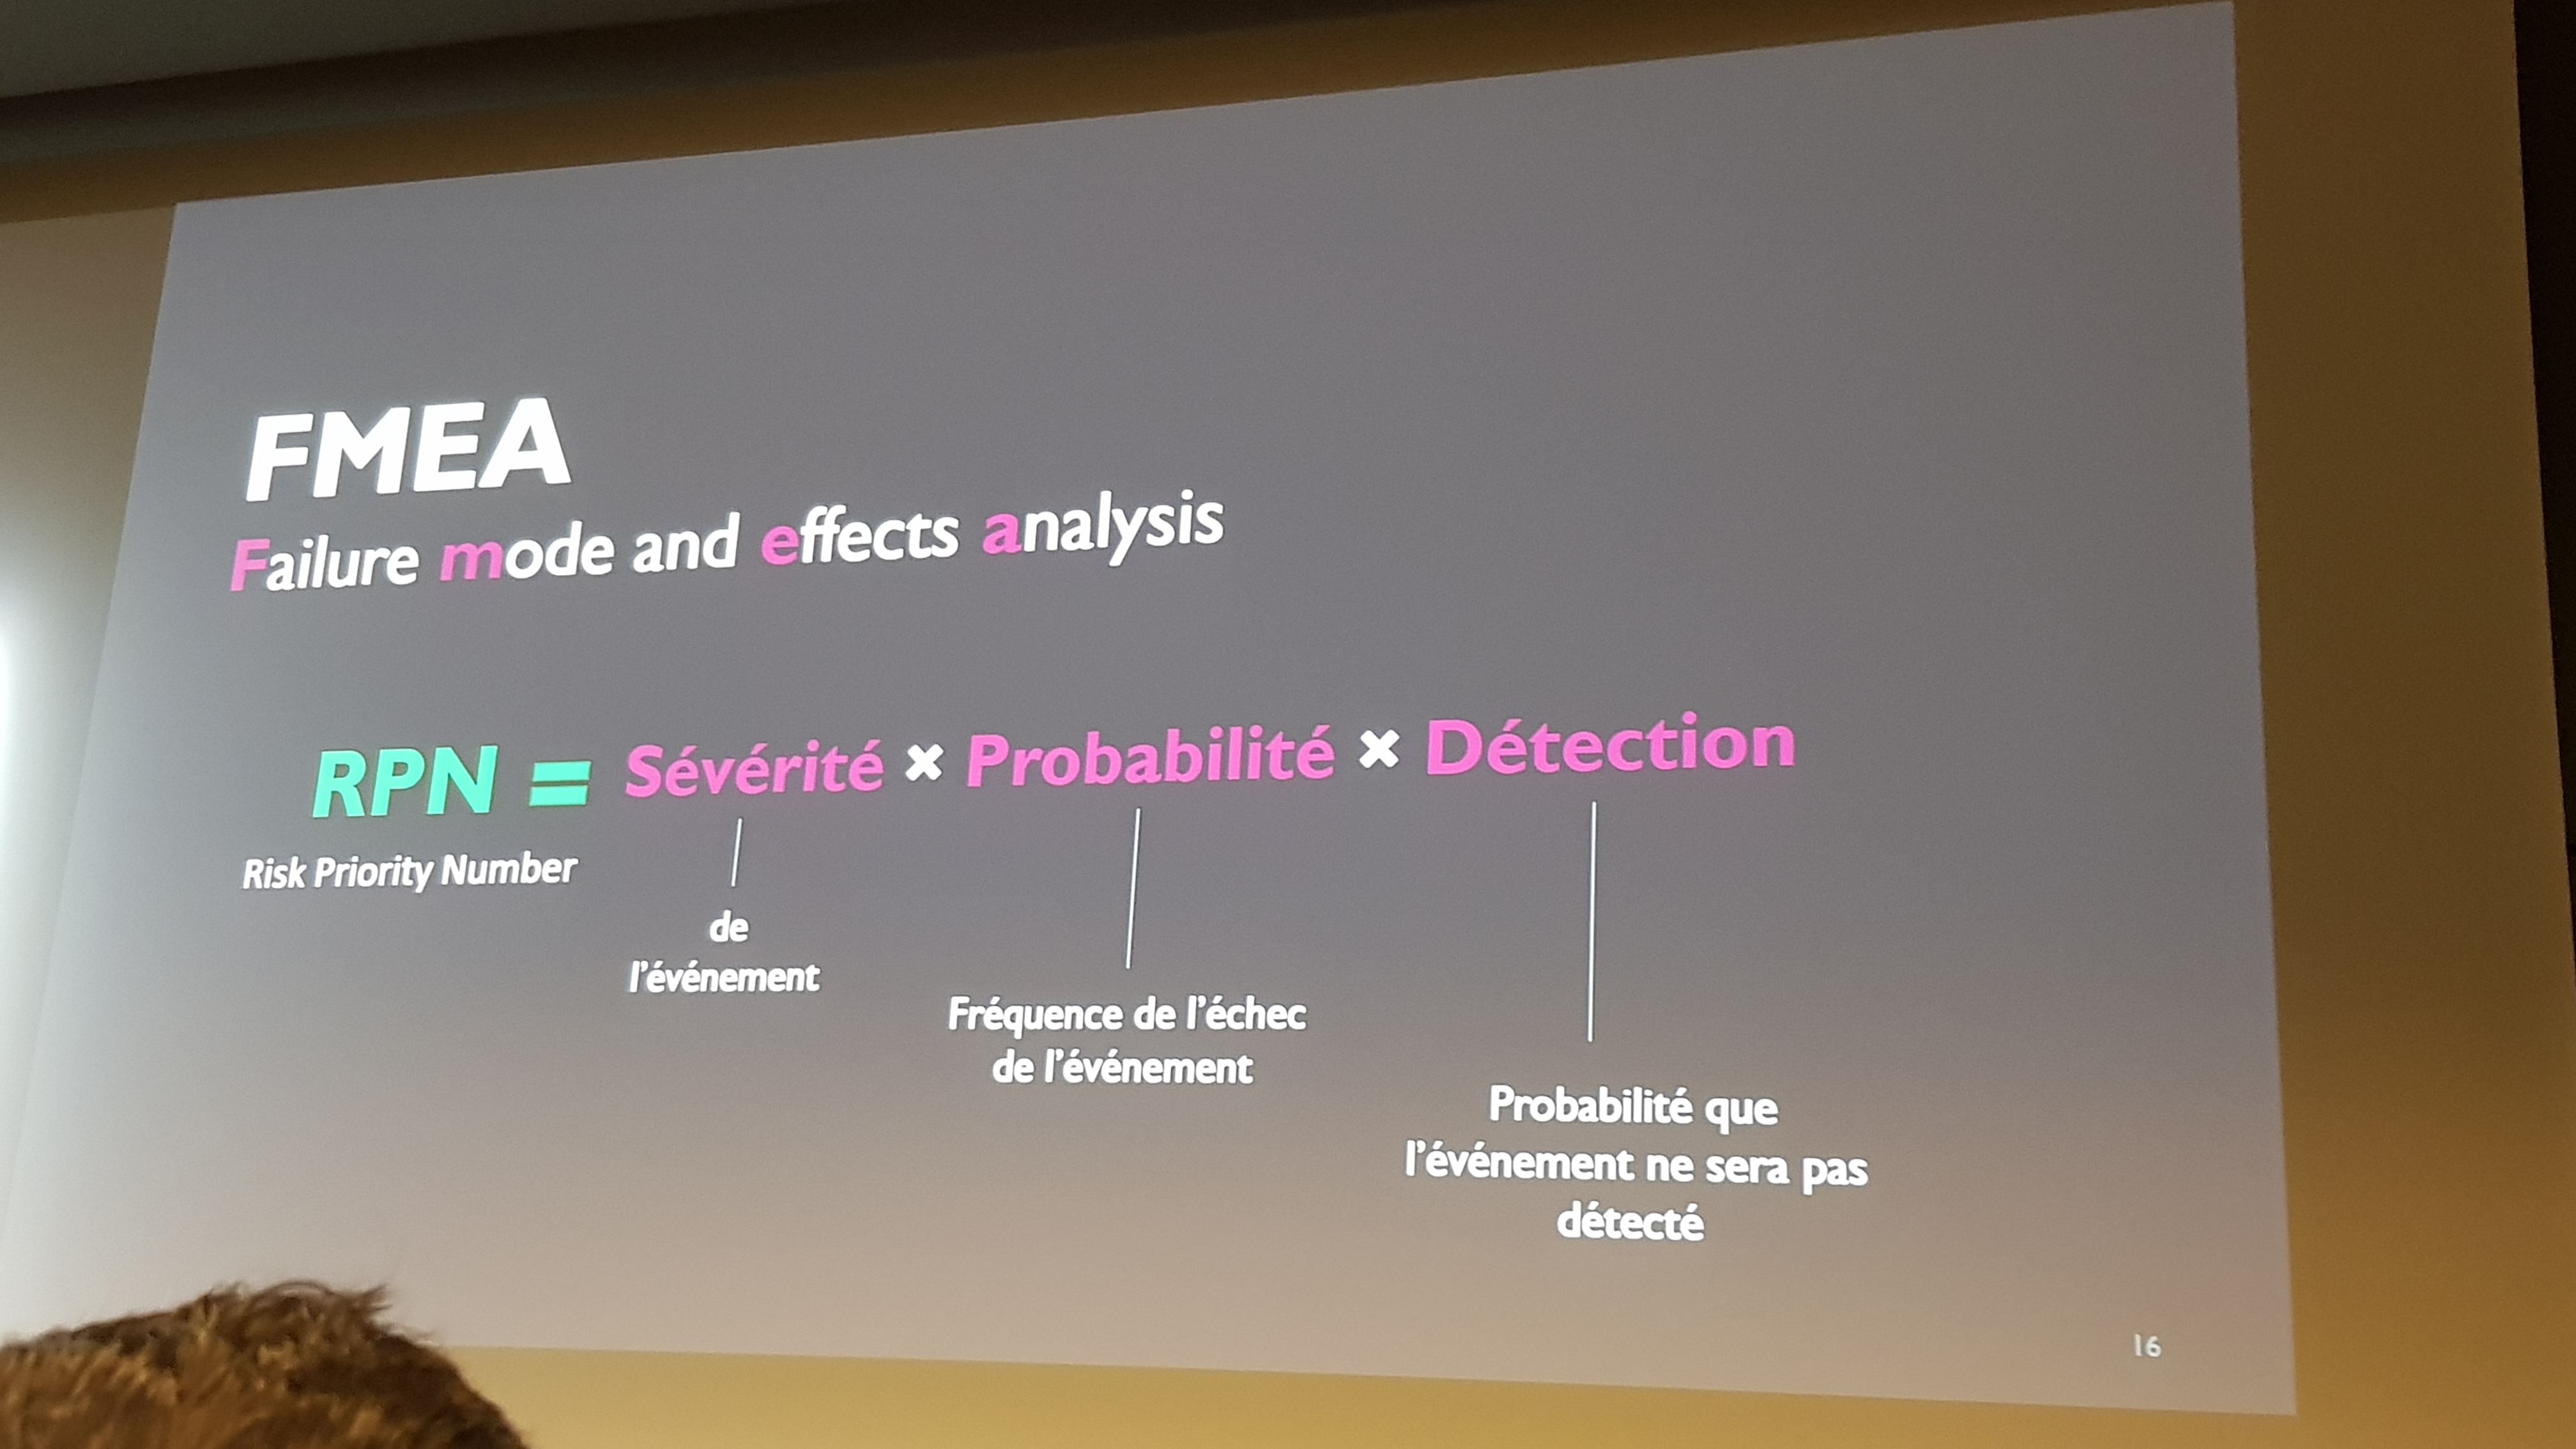 FMEA
Failure mode and effects analysis
RPN = Sévérité × Probabilité × Détection
Risk Priority Number
de
l'événement
Fréquence de l'échec
de l'événement
Probabilité que
l'événement ne sera pas
détecté
16